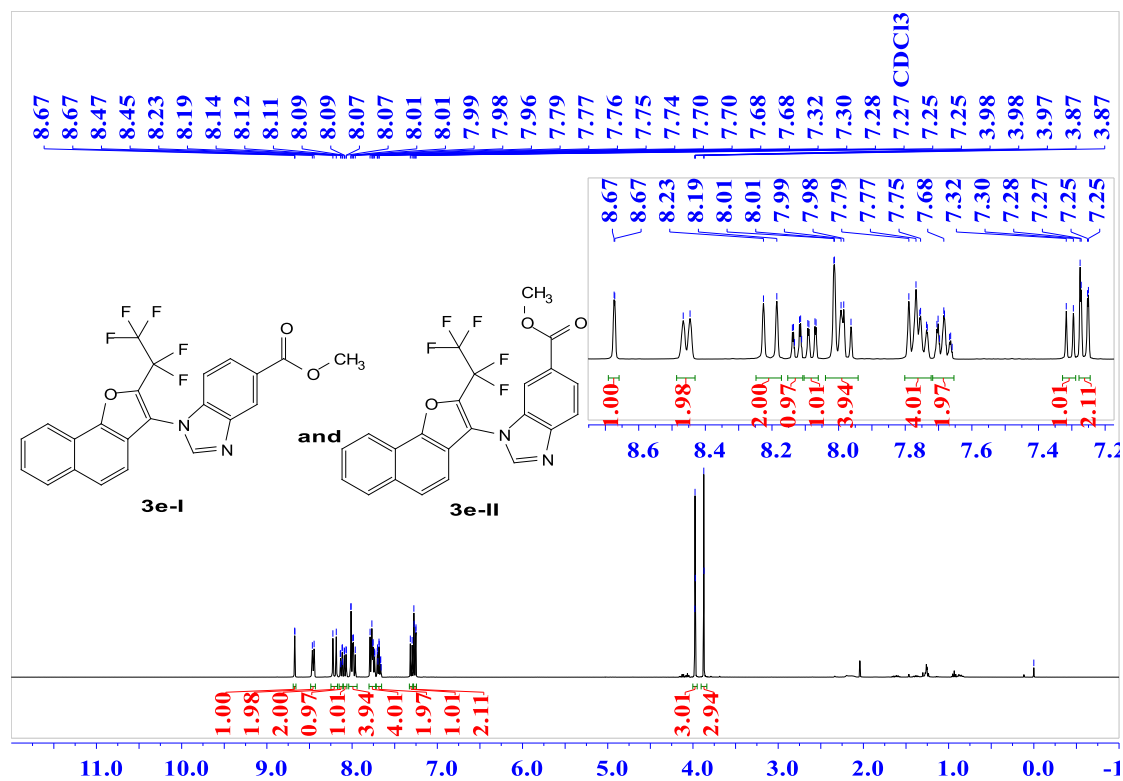 8.67 8.67 8.47 8.45 8.23 8.19 8.14 8.12 8.11 8.09 8.09 8.07 8.07 8.01 8.01 7.99 7.98 7.96 7.79 7.77 7.76 7.75 7.74 7.70 7.70 7.68 7.68 7.32 7.30 7.28 7.27 CDCl3 7.25 7.25 3.98 3.98 3.97 3.87 3.87
8.67 8.67 8.23 8.19 8.01 8.01 7.99 7.98 7.79 7.77 7.75 7.68 7.32 7.30 7.28 7.27 7.25 7.25
1.00 1.98 2.00 0.97 1.01 3.94 4.01 1.97 1.01 2.11
8.6 8.4 8.2 8.0 7.8 7.6 7.4 7.2
F F
F F
F
O
O
CH3
O
N
N
3e-I
and
CH3
O
O
F F
F F
F
O
N
N
3e-II
1.00 1.98 2.00 0.97 1.01 3.94 4.01 1.97 1.01 2.11 3.01 2.94
11.0 10.0 9.0 8.0 7.0 6.0 5.0 4.0 3.0 2.0 1.0 0.0 -1